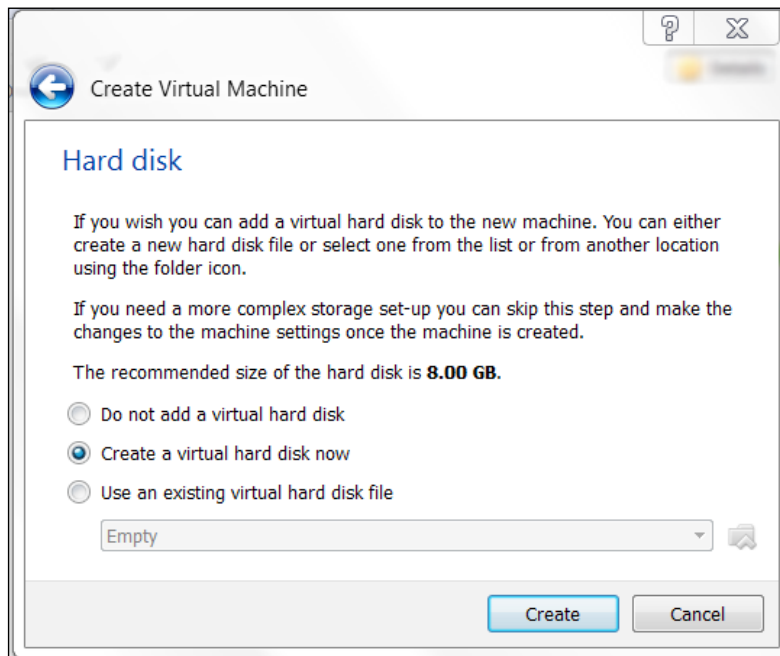 Create Virtual Machine
Hard disk
If you wish you can add a virtual hard disk to the new machine. You can either
create a new hard disk file or select one from the list or from another location
using the folder icon.
If you need a more complex storage set-up you can skip this step and make the
changes to the machine settings once the machine is created.
The recommended size of the hard disk is 8.00 GB.
Do not add a virtual hard disk
Create a virtual hard disk now
Use an existing virtual hard disk file
Empty
Create Cancel